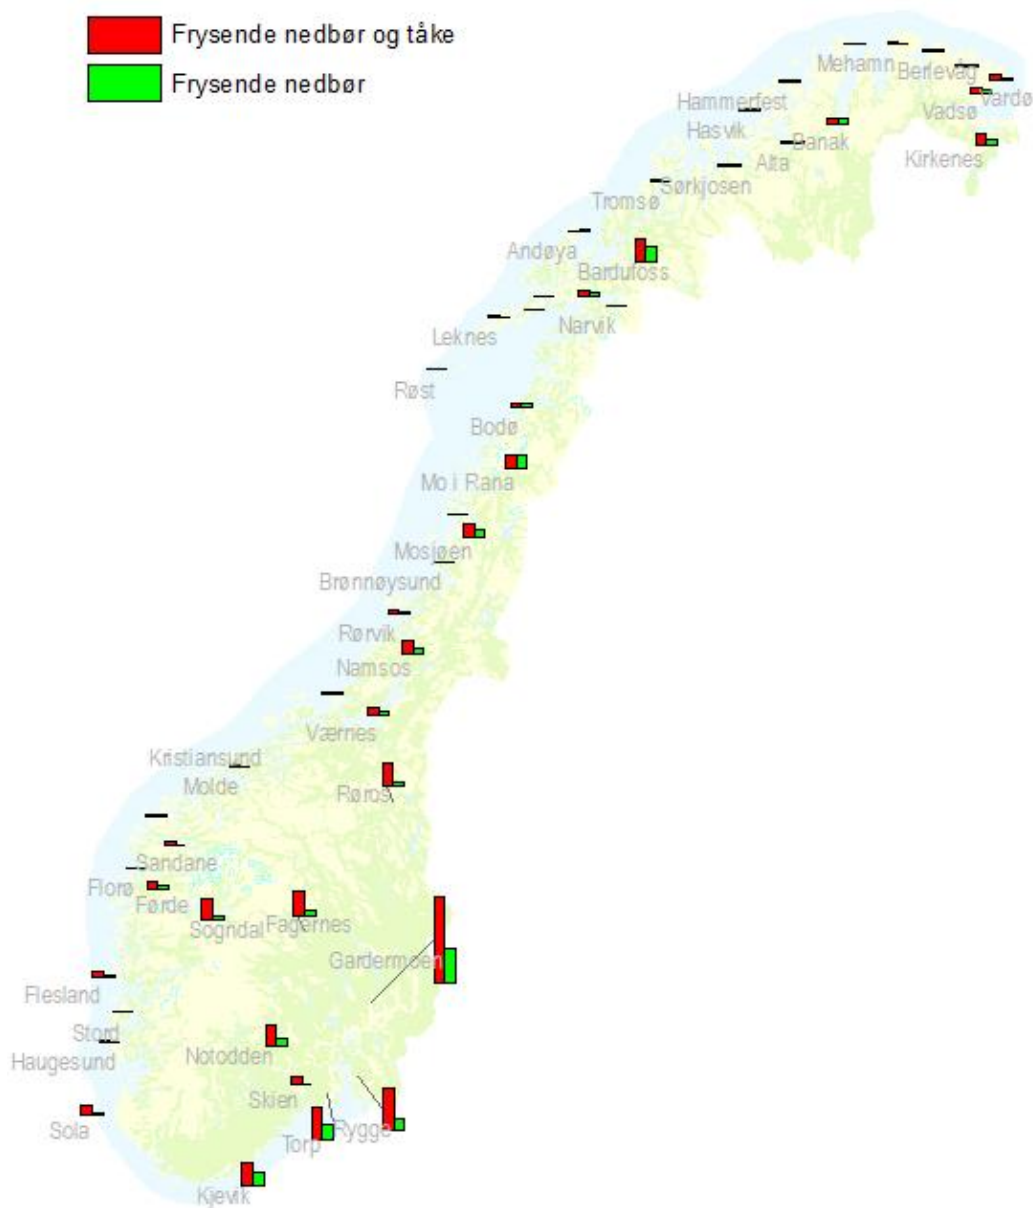 Frysende nedbør og tåke
Frysende nedbør
Mehamn
Berlevåg
Vardø
Hammerfest
Vadsø
Hasvik
Banak
Kirkenes
Alta
Sørkjosen
Tromsø
Andøya
Bardufoss
Narvik
Leknes
Røst
Bodø
Mo i Rana
Mosjøen
Brønnøysund
Rørvik
Namsos
Værnes
Kristiansund
Molde
Røros
Sandane
Florø
Førde
Sogndal
Fagernes
Gardermoen
Flesland
Stord
Haugesund
Notodden
Skien
Sola
Torp
Rygge
Kjevik